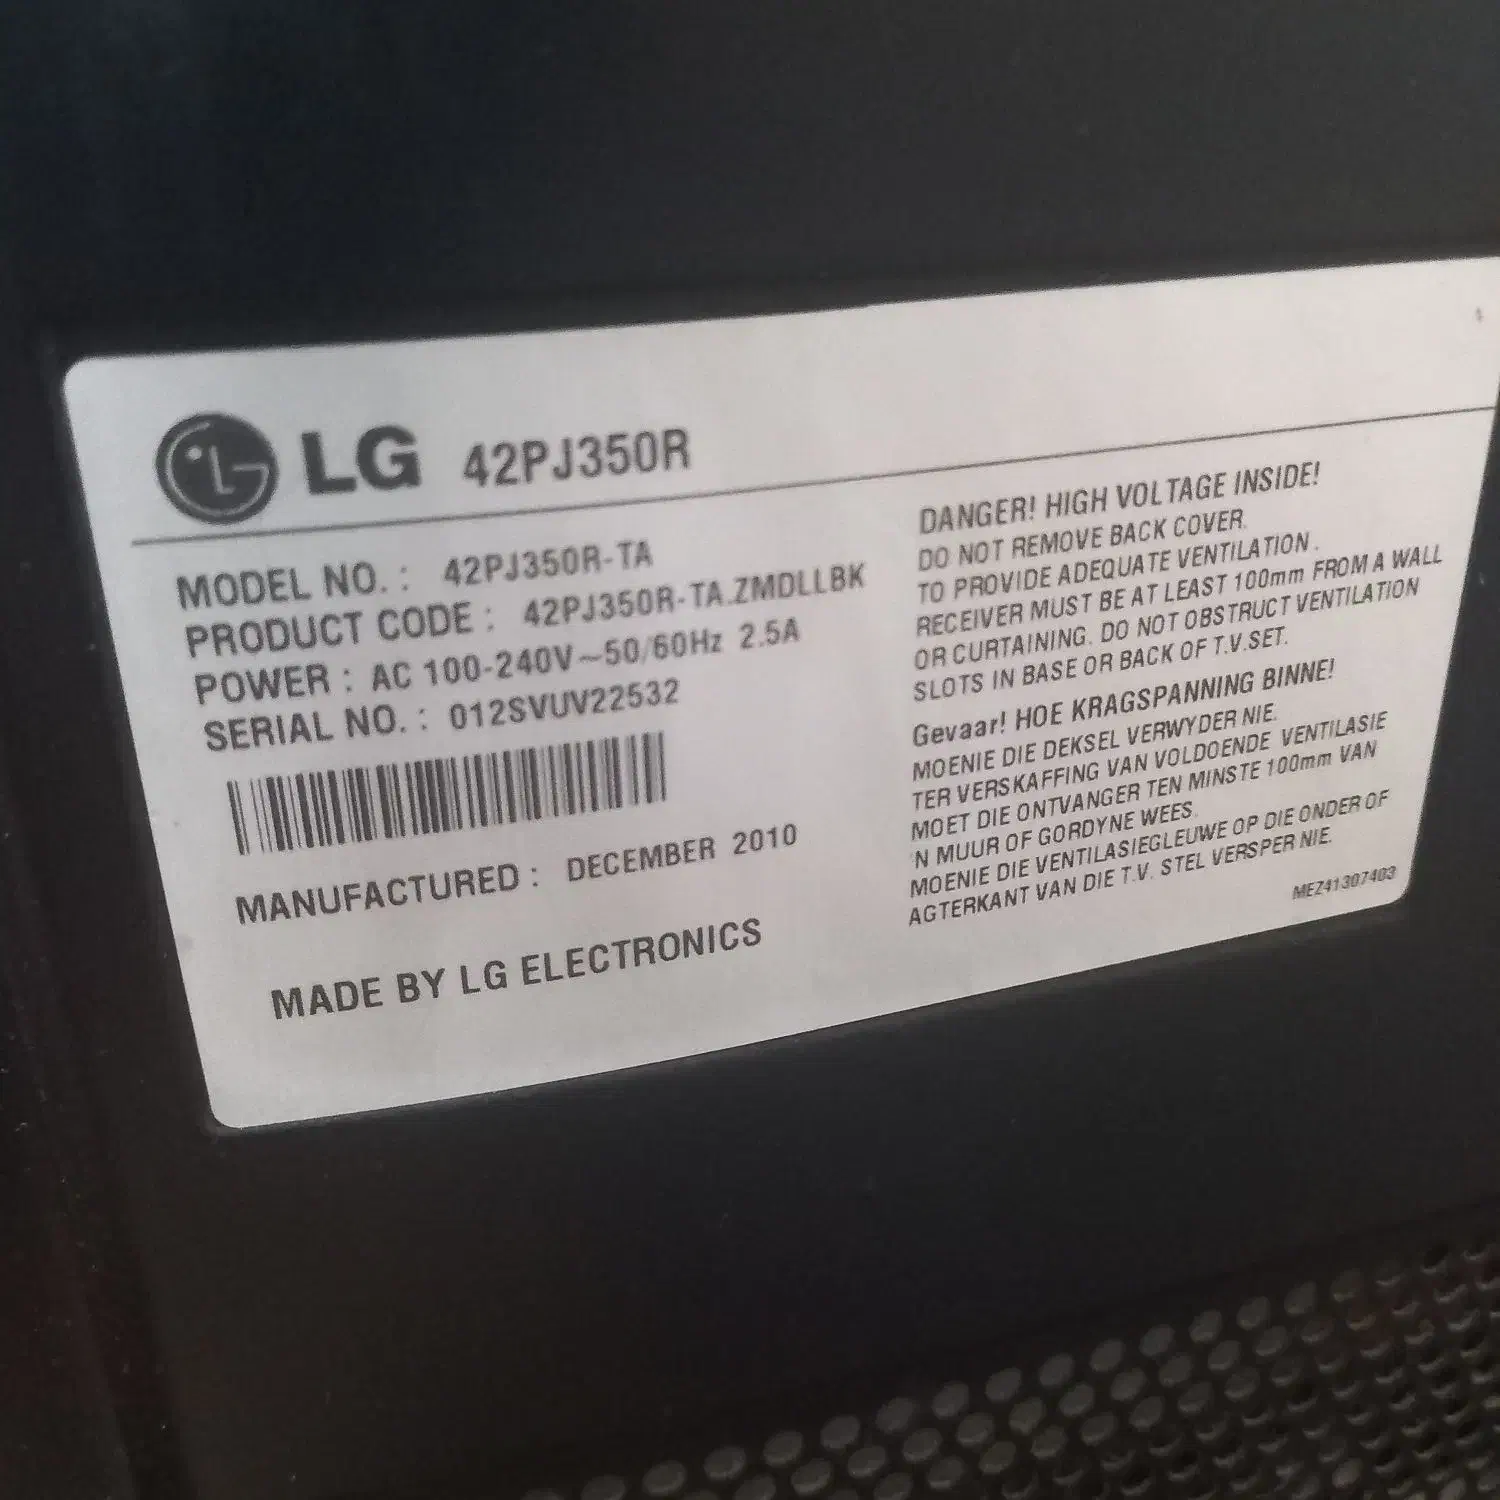 LG 42PJ350R
MODEL NO. : 42PJ350R-TA
PRODUCT CODE : 42PJ350R-TA.ZMDLLBK
POWER : AC 100-240V~50/60Hz 2.5A
SERIAL NO. : 012SVUV22532
MANUFACTURED : DECEMBER 2010
MADE BY LG ELECTRONICS
DANGER! HIGH VOLTAGE INSIDE!
DO NOT REMOVE BACK COVER.
TO PROVIDE ADEQUATE VENTILATION.
RECEIVER MUST BE AT LEAST 100mm FROM A WALL
OR CURTAINING. DO NOT OBSTRUCT VENTILATION
SLOTS IN BASE OR BACK OF T.V.SET.
Gevaar! HOE KRAGSPANNING BINNE!
MOENIE DIE DEKSEL VERWYDER NIE.
TER VERSKAFFING VAN VOLDOENDE VENTILASIE
MOET DIE ONTVANGER TEN MINSTE 100mm VAN
'N MUUR OF GORDYNE WEES.
MOENIE DIE VENTILASIEGLEUWE OP DIE ONDER OF
AGTERKANT VAN DIE T.V. STEL VERSPER NIE.
MEZ41307403